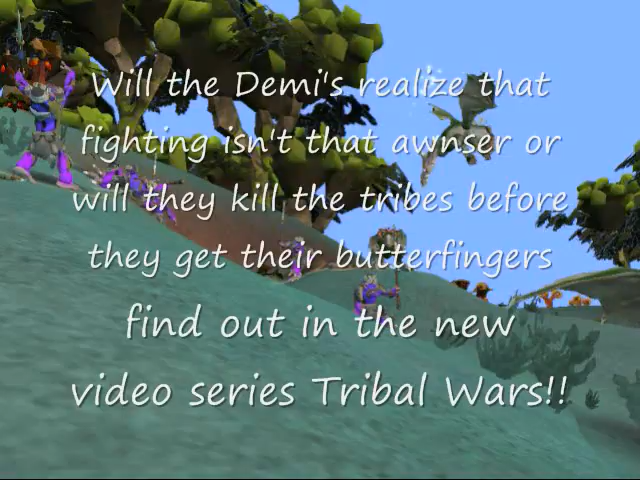 Will the Demi's realize that
fighting isn't that awnser or
will they kill the tribes before
they get their butterfingers
find out in the new
video series Tribal Wars!!